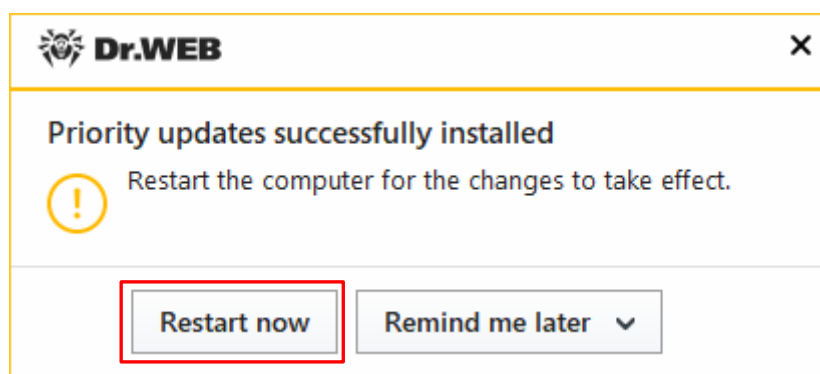 Dr.WEB
Priority updates successfully installed
Restart the computer for the changes to take effect.
Restart now
Remind me later